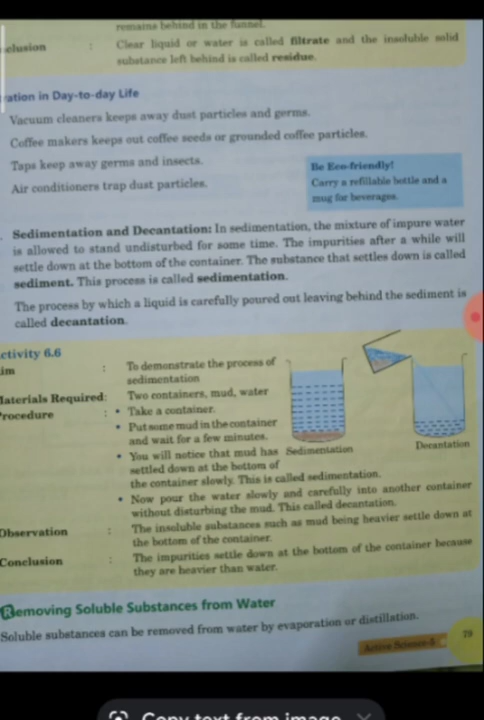 remains behind in the funnel.
nclusion : Clear liquid or water is called filtrate and the insoluble solid
substance left behind is called residue.
ration in Day-to-day Life
Vacuum cleaners keeps away dust particles and germs.
Coffee makers keeps out coffee seeds or grounded coffee particles.
Taps keep away germs and insects.
Air conditioners trap dust particles.
Be Eco-friendly!
Carry a refillable bottle and a
mug for beverages.
. Sedimentation and Decantation: In sedimentation, the mixture of impure water
is allowed to stand undisturbed for some time. The impurities after a while will
settle down at the bottom of the container. The substance that settles down is called
sediment. This process is called sedimentation.
The process by which a liquid is carefully poured out leaving behind the sediment is
called decantation.
ctivity 6.6
im : To demonstrate the process of
sedimentation
Materials Required: Two containers, mud, water
rocedure : • Take a container.
• Put some mud in the container
and wait for a few minutes.
• You will notice that mud has
settled down at the bottom of
the container slowly. This is called sedimentation.
Sedimentation
Decantation
• Now pour the water slowly and carefully into another container
without disturbing the mud. This called decantation.
Observation : The insoluble substances such as mud being heavier settle down at
the bottom of the container.
Conclusion : The impurities settle down at the bottom of the container because
they are heavier than water.
Removing Soluble Substances from Water
Soluble substances can be removed from water by evaporation or distillation.
Active Science-5
79
Copy text from image